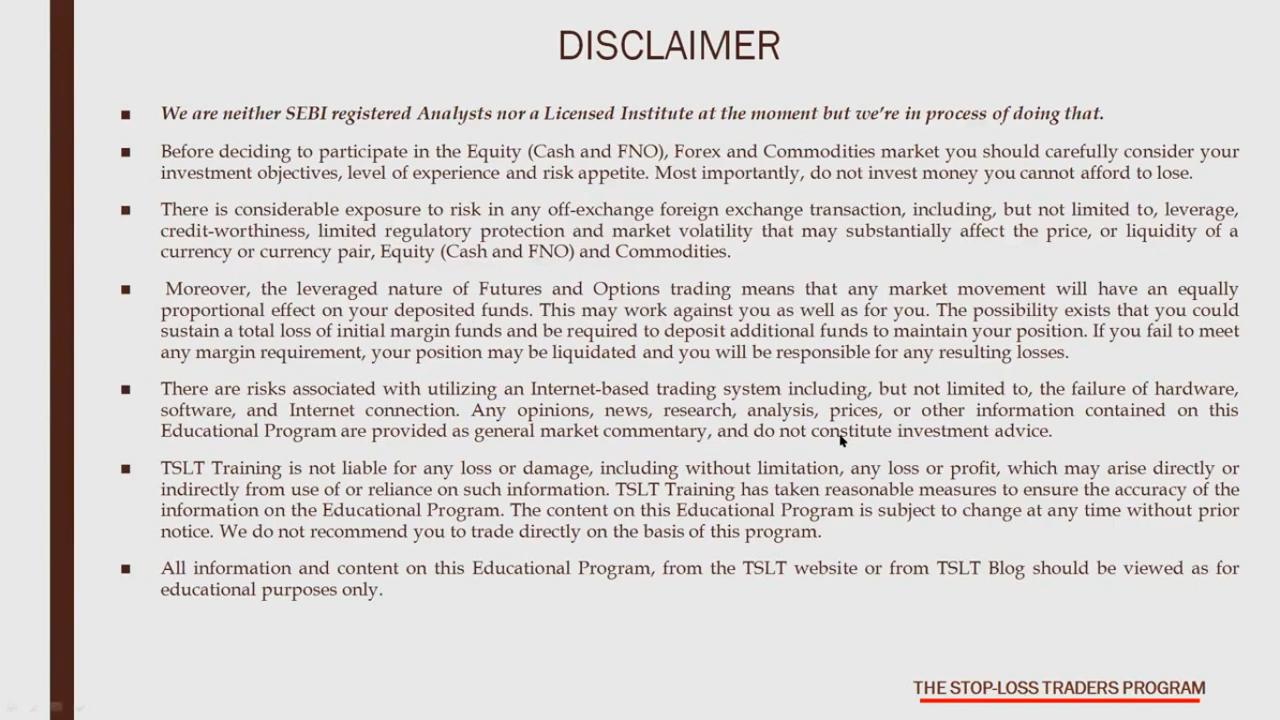 DISCLAIMER
We are neither SEBI registered Analysts nor a Licensed Institute at the moment but we're in process of doing that.
Before deciding to participate in the Equity (Cash and FNO), Forex and Commodities market you should carefully consider your
investment objectives, level of experience and risk appetite. Most importantly, do not invest money you cannot afford to lose.
There is considerable exposure to risk in any off-exchange foreign exchange transaction, including, but not limited to, leverage,
credit-worthiness, limited regulatory protection and market volatility that may substantially affect the price, or liquidity of a
currency or currency pair, Equity (Cash and FNO) and Commodities.
Moreover, the leveraged nature of Futures and Options trading means that any market movement will have an equally
proportional effect on your deposited funds. This may work against you as well as for you. The possibility exists that you could
sustain a total loss of initial margin funds and be required to deposit additional funds to maintain your position. If you fail to meet
any margin requirement, your position may be liquidated and you will be responsible for any resulting losses.
There are risks associated with utilizing an Internet-based trading system including, but not limited to, the failure of hardware,
software, and Internet connection. Any opinions, news, research, analysis, prices, or other information contained on this
Educational Program are provided as general market commentary, and do not constitute investment advice.
TSLT Training is not liable for any loss or damage, including without limitation, any loss or profit, which may arise directly or
indirectly from use of or reliance on such information. TSLT Training has taken reasonable measures to ensure the accuracy of the
information on the Educational Program. The content on this Educational Program is subject to change at any time without prior
notice. We do not recommend you to trade directly on the basis of this program.
All information and content on this Educational Program, from the TSLT website or from TSLT Blog should be viewed as for
educational purposes only.
THE STOP-LOSS TRADERS PROGRAM